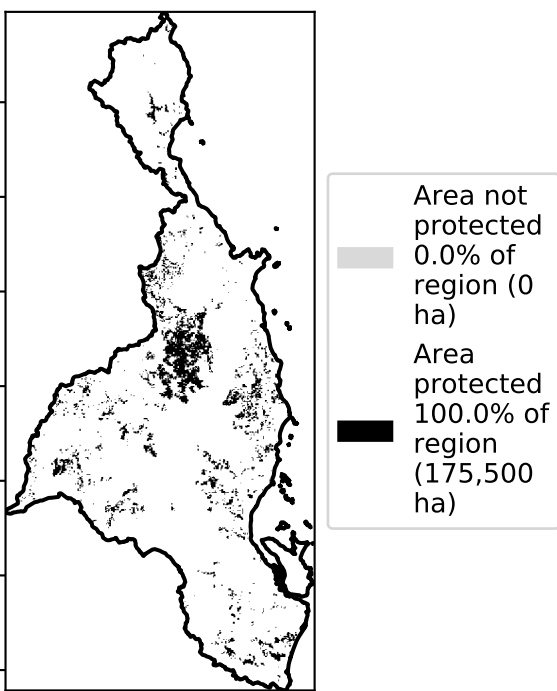 Area not
protected
0.0% of
region (0
ha)
Area
protected
100.0% of
region
(175,500
ha)